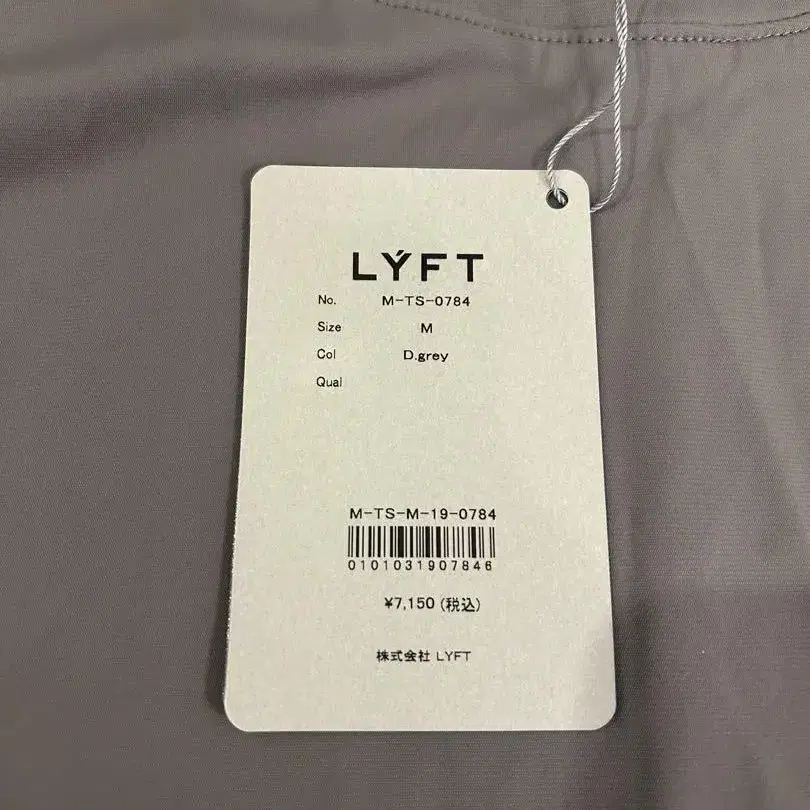 LÝFT
No. M-TS-0784
Size M
Col D.grey
Qual
M-TS-M-19-0784
0101031907846
¥7,150 (税込)
株式会社 LYFT